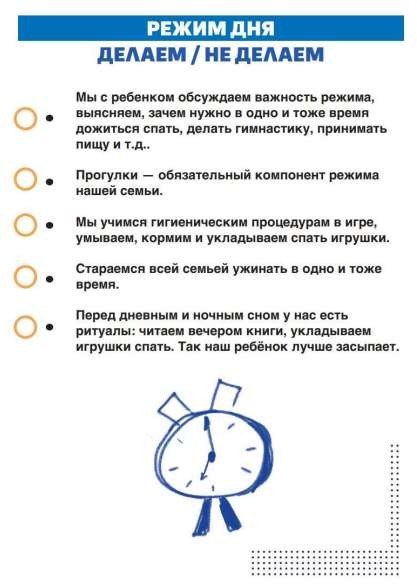 РЕЖИМ ДНЯ
ДЕЛАЕМ / НЕ ДЕЛАЕМ
• Мы с ребенком обсуждаем важность режима,
выясняем, зачем нужно в одно и тоже время
дожиться спать, делать гимнастику, принимать
пищу и т.д..
• Прогулки — обязательный компонент режима
нашей семьи.
• Мы учимся гигиеническим процедурам в игре,
умываем, кормим и укладываем спать игрушки.
• Стараемся всей семьей ужинать в одно и тоже
время.
• Перед дневным и ночным сном у нас есть
ритуалы: читаем вечером книги, укладываем
игрушки спать. Так наш ребёнок лучше засыпает.